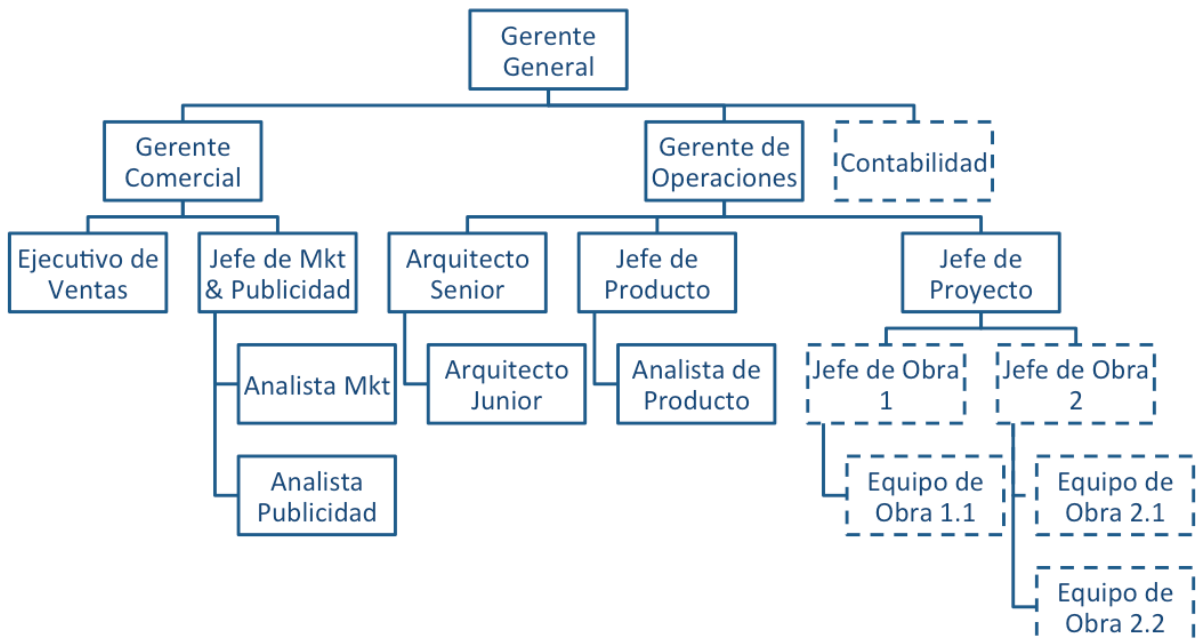 Gerente
General
Gerente
Comercial
Gerente de
Operaciones
Contabilidad
Ejecutivo de
Ventas
Jefe de Mkt
& Publicidad
Arquitecto
Senior
Jefe de
Producto
Jefe de
Proyecto
Analista Mkt
Arquitecto
Junior
Analista de
Producto
Jefe de Obra
1
Jefe de Obra
2
Analista
Publicidad
Equipo de
Obra 1.1
Equipo de
Obra 2.1
Equipo de
Obra 2.2